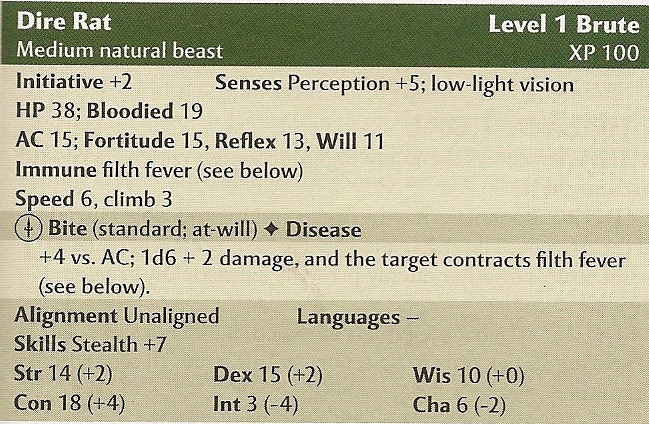 Dire Rat Level 1 Brute
Medium natural beast XP 100
Initiative +2 Senses Perception +5; low-light vision
HP 38; Bloodied 19
AC 15; Fortitude 15, Reflex 13, Will 11
Immune filth fever (see below)
Speed 6, climb 3
Bite (standard; at-will) ✦ Disease
+4 vs. AC; 1d6 + 2 damage, and the target contracts filth fever
(see below).
Alignment Unaligned Languages –
Skills Stealth +7
Str 14 (+2) Dex 15 (+2) Wis 10 (+0)
Con 18 (+4) Int 3 (-4) Cha 6 (-2)